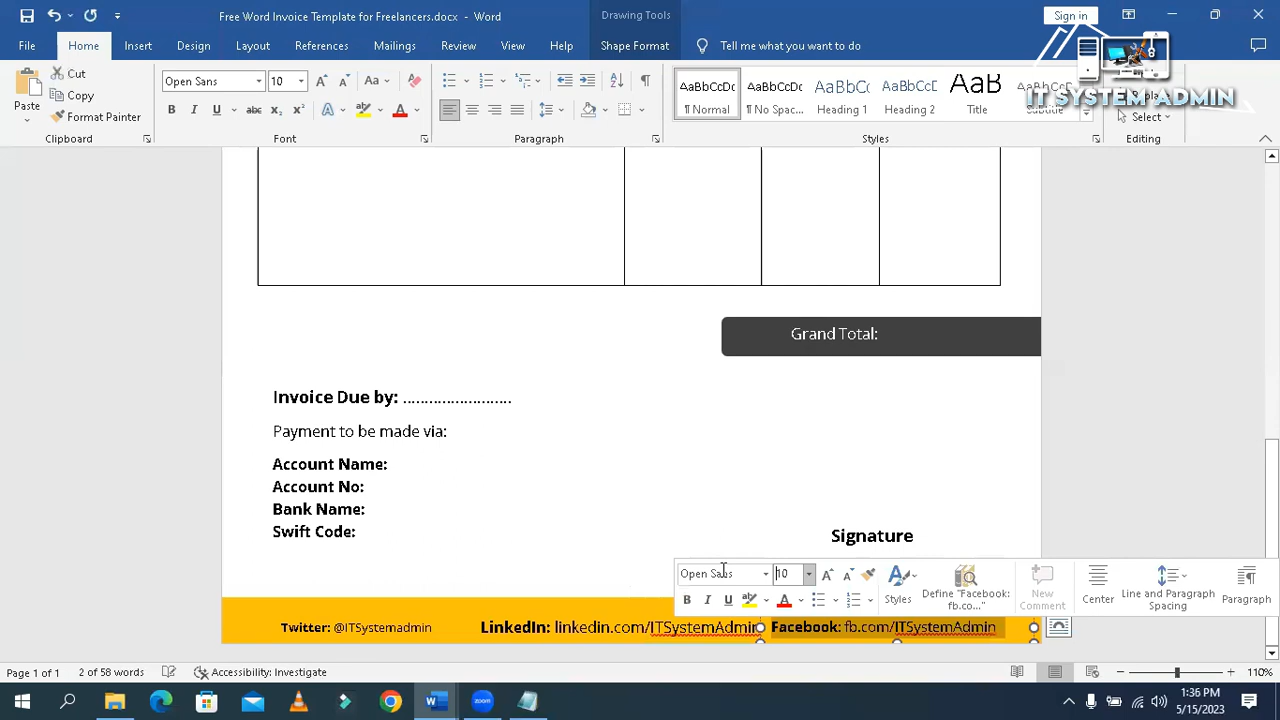 Free Word Invoice Template for Freelancers.docx - Word
Drawing Tools
Sign in
File Home Insert Design Layout References Mailings Review View Help Shape Format Tell me what you want to do
Paste
Cut
Copy
Format Painter
Clipboard
Open Sans 10
Font
Paragraph
AaBbCcDc AaBbCcDc AaBbCc AaBbCcD AaB
¶ Normal ¶ No Spac... Heading 1 Heading 2 Title Subtitle
Styles
Select
Editing
IT SYSTEM ADMIN
Grand Total:
Invoice Due by: ........................
Payment to be made via:
Account Name:
Account No:
Bank Name:
Swift Code:
Signature
Open Sans 10
Styles
Define "Facebook: fb.co..."
New Comment
Center
Line and Paragraph Spacing
Paragraph
Twitter: @ITSystemadmin
LinkedIn: linkedin.com/ITSystemAdmin
Facebook: fb.com/ITSystemAdmin
Page 1 of 1 2 of 58 words Accessibility: Investigate 110%
zoom
1:36 PM
5/15/2023